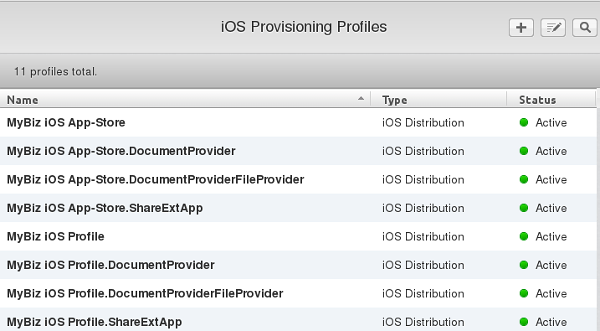 iOS Provisioning Profiles
11 profiles total.
Name Type Status
MyBiz iOS App-Store iOS Distribution Active
MyBiz iOS App-Store.DocumentProvider iOS Distribution Active
MyBiz iOS App-Store.DocumentProviderFileProvider iOS Distribution Active
MyBiz iOS App-Store.ShareExtApp iOS Distribution Active
MyBiz iOS Profile iOS Distribution Active
MyBiz iOS Profile.DocumentProvider iOS Distribution Active
MyBiz iOS Profile.DocumentProviderFileProvider iOS Distribution Active
MyBiz iOS Profile.ShareExtApp iOS Distribution Active